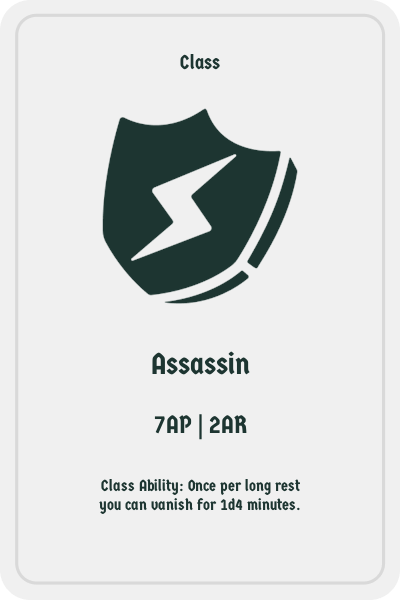 Class
Assassin
7AP | 2AR
Class Ability: Once per long rest
you can vanish for 1d4 minutes.